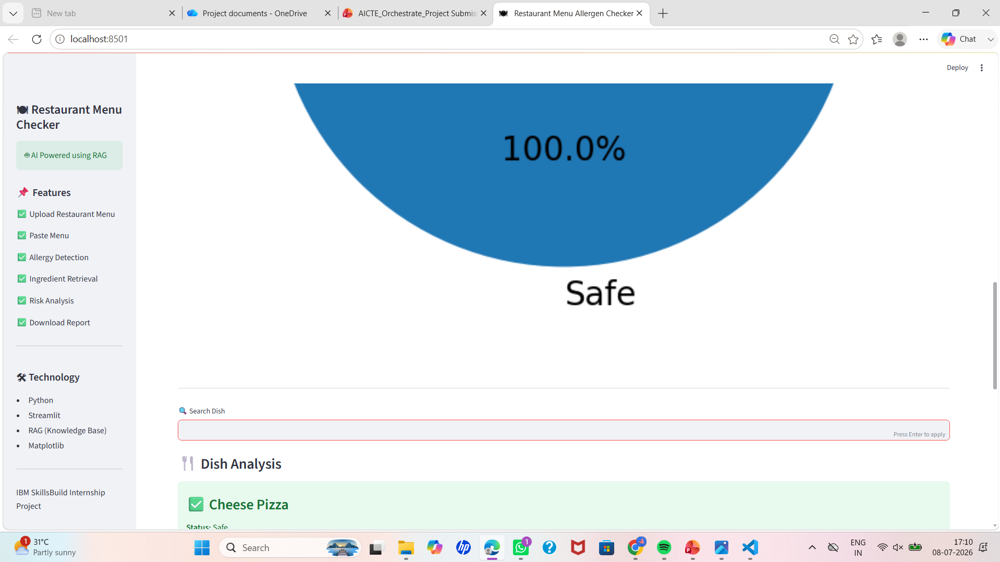 New tab
Project documents - OneDrive
AICTE_Orchestrate_Project Submis
Restaurant Menu Allergen Checker
localhost:8501
Chat
Deploy
Restaurant Menu
Checker
AI Powered using RAG
Features
Upload Restaurant Menu
Paste Menu
Allergy Detection
Ingredient Retrieval
Risk Analysis
Download Report
Technology
Python
Streamlit
RAG (Knowledge Base)
Matplotlib
IBM SkillsBuild Internship
Project
100.0%
Safe
Search Dish
Press Enter to apply
Dish Analysis
Cheese Pizza
Status: Safe
1
31°C
Partly sunny
Search
hp
1
ENG
IN
17:10
08-07-2026